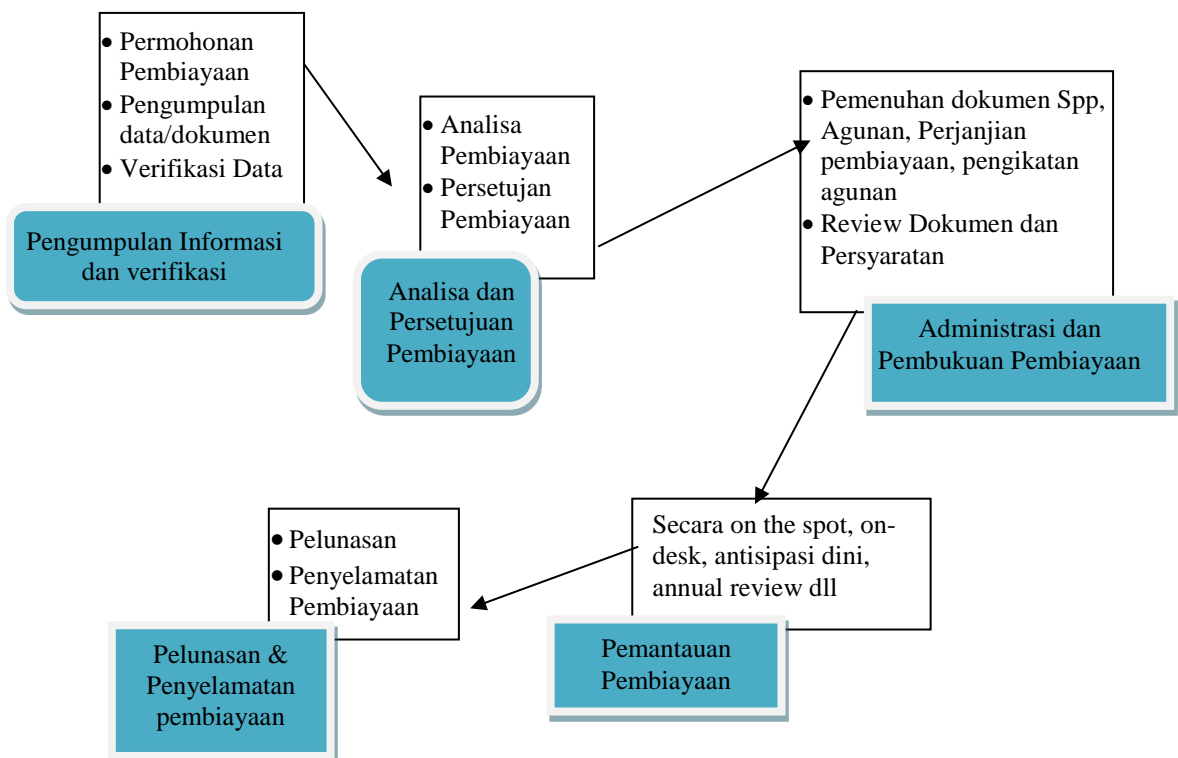 • Permohonan
Pembiayaan
• Pengumpulan
data/dokumen
• Verifikasi Data
Pengumpulan Informasi
dan verifikasi
• Analisa
Pembiayaan
• Persetujan
Pembiayaan
Analisa dan
Persetujuan
Pembiayaan
• Pemenuhan dokumen Spp,
Agunan, Perjanjian
pembiayaan, pengikatan
agunan
• Review Dokumen dan
Persyaratan
Administrasi dan
Pembukuan Pembiayaan
Secara on the spot, on-
desk, antisipasi dini,
annual review dll
Pemantauan
Pembiayaan
• Pelunasan
• Penyelamatan
Pembiayaan
Pelunasan &
Penyelamatan
pembiayaan